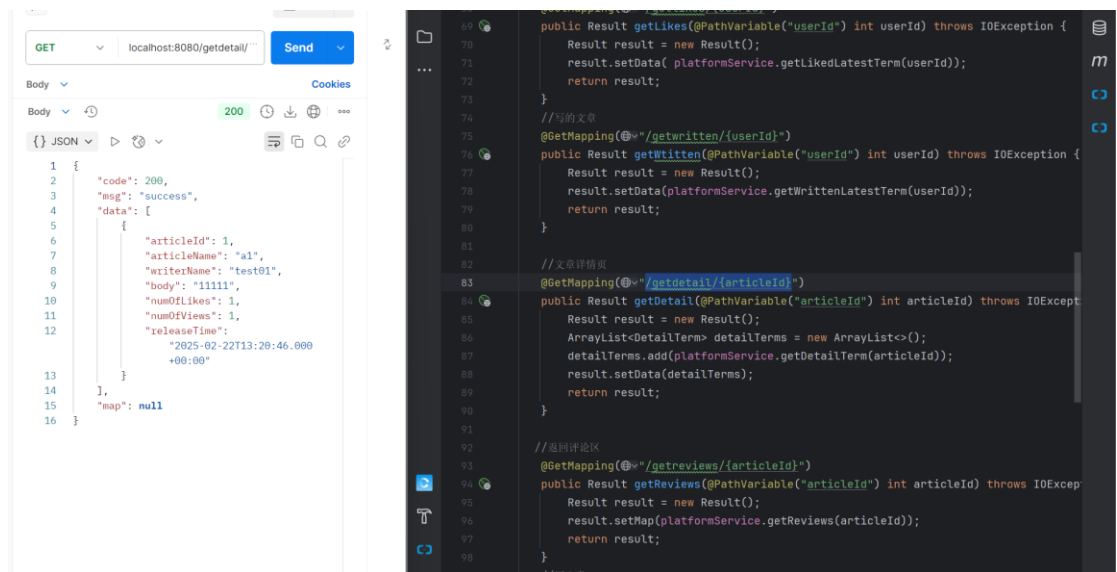 GET
localhost:8080/getdetail/
Send
Body
Cookies
Body
200
{} JSON
1 {
2 "code": 200,
3 "msg": "success",
4 "data": [
5 {
6 "articleId": 1,
7 "articleName": "a1",
8 "writerName": "test01",
9 "body": "11111",
10 "numOfLikes": 1,
11 "numOfViews": 1,
12 "releaseTime":
"2025-02-22T13:20:46.000
+00:00"
13 }
14 ],
15 "map": null
16 }
69 public Result getLikes(@PathVariable("userId") int userId) throws IOException {
70 Result result = new Result();
71 result.setData( platformService.getLikedLatestTerm(userId));
72 return result;
73 }
74 //写的文章
75 @GetMapping("/getwritten/{userId}")
76 public Result getWtitten(@PathVariable("userId") int userId) throws IOException {
77 Result result = new Result();
78 result.setData(platformService.getWrittenLatestTerm(userId));
79 return result;
80 }
81
82 //文章详情页
83 @GetMapping("/getdetail/{articleId}")
84 public Result getDetail(@PathVariable("articleId") int articleId) throws IOExcept
85 Result result = new Result();
86 ArrayList<DetailTerm> detailTerms = new ArrayList<>();
87 detailTerms.add(platformService.getDetailTerm(articleId));
88 result.setData(detailTerms);
89 return result;
90 }
91
92 //返回评论区
93 @GetMapping("/getreviews/{articleId}")
94 public Result getReviews(@PathVariable("articleId") int articleId) throws IOExcep
95 Result result = new Result();
96 result.setMap(platformService.getReviews(articleId));
97 return result;
98 }